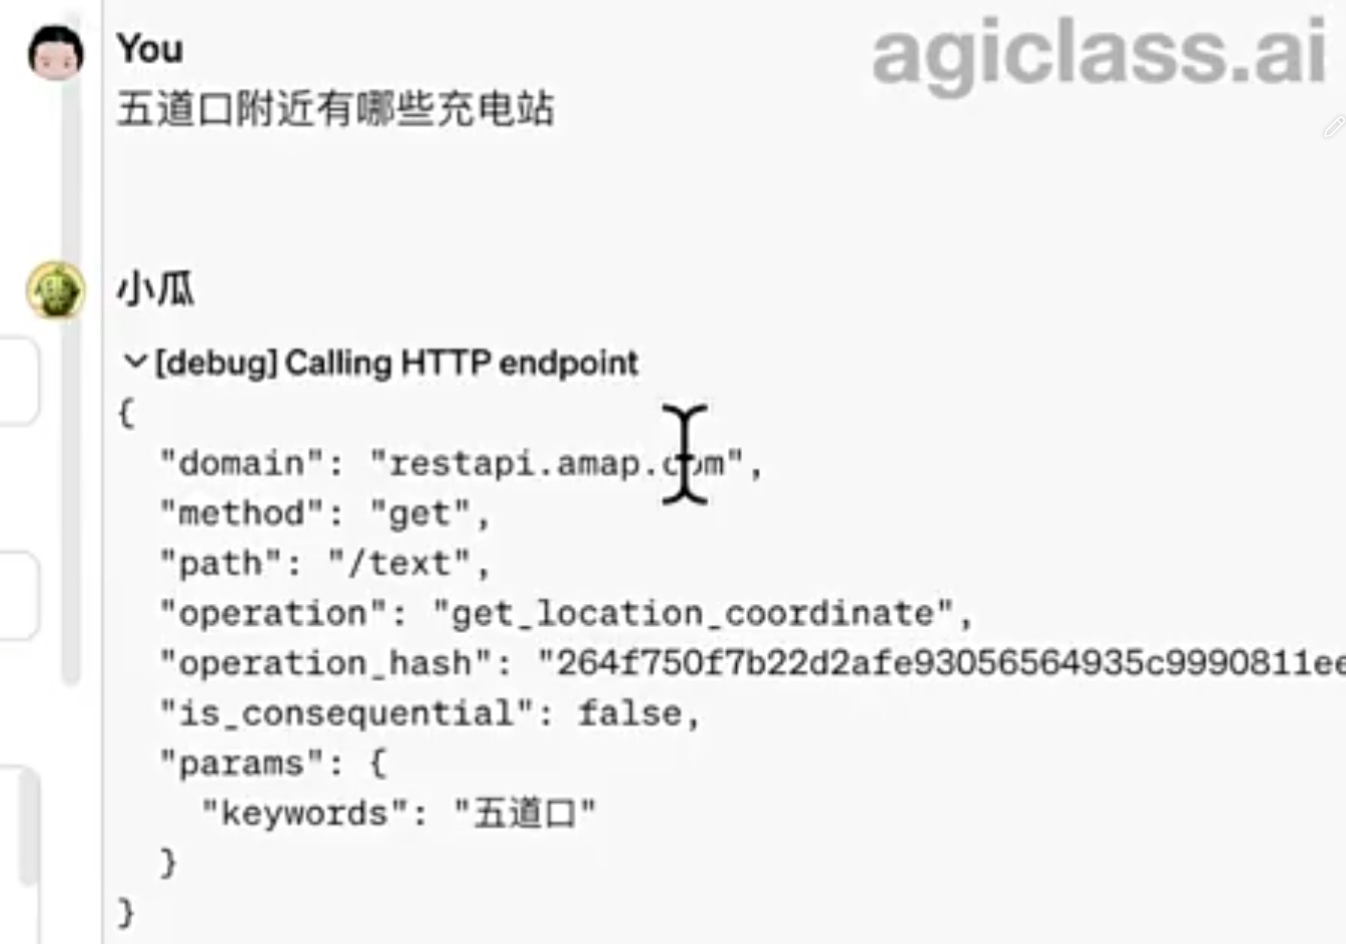 agiclass.ai
You
五道口附近有哪些充电站
小瓜
[debug] Calling HTTP endpoint
{
  "domain": "restapi.amap.com",
  "method": "get",
  "path": "/text",
  "operation": "get_location_coordinate",
  "operation_hash": "264f750f7b22d2afe93056564935c9990811ee
  "is_consequential": false,
  "params": {
    "keywords": "五道口"
  }
}